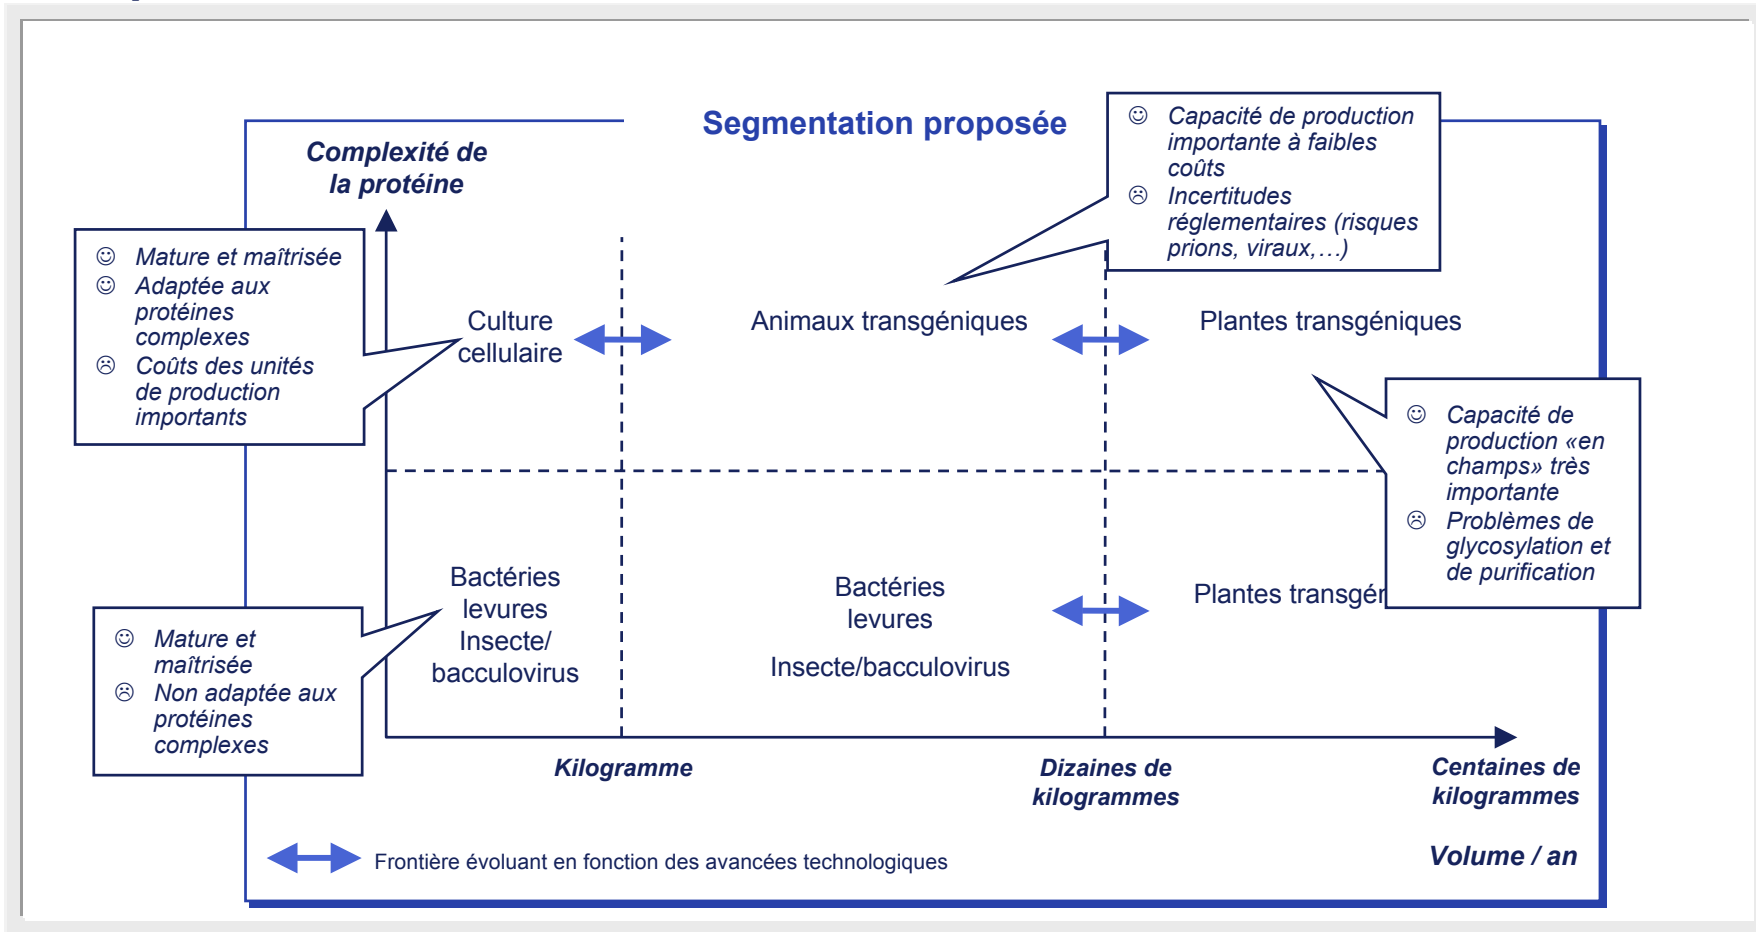 Segmentation proposée
Complexité de
la protéine
☺ Capacité de production
importante à faibles
coûts
☹ Incertitudes
réglementaires (risques
prions, viraux,…)
☺ Mature et maîtrisée
☺ Adaptée aux
protéines
complexes
☹ Coûts des unités
de production
importants
Culture
cellulaire
Animaux transgéniques
Plantes transgéniques
☺ Capacité de
production «en
champs» très
importante
☹ Problèmes de
glycosylation et
de purification
Bactéries
levures
Insecte/
bacculovirus
Bactéries
levures
Insecte/bacculovirus
Plantes transgér
☺ Mature et
maîtrisée
☹ Non adaptée aux
protéines
complexes
Kilogramme
Dizaines de
kilogrammes
Centaines de
kilogrammes
Volume / an
Frontière évoluant en fonction des avancées technologiques